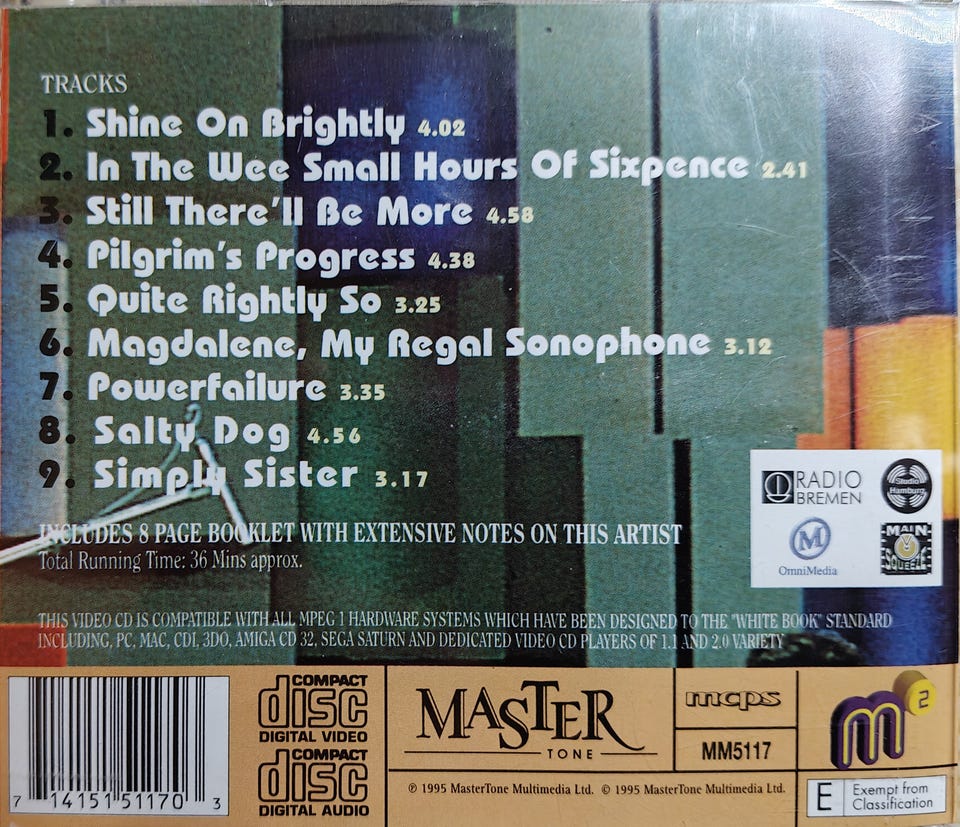 TRACKS
1. Shine On Brightly 4.02
2. In The Wee Small Hours Of Sixpence 2.41
3. Still There'll Be More 4.58
4. Pilgrim's Progress 4.38
5. Quite Rightly So 3.25
6. Magdalene, My Regal Sonophone 3.12
7. Powerfailure 3.35
8. Salty Dog 4.56
9. Simply Sister 3.17
RADIO
BREMEN
Studio
Hamburg
OmniMedia
MAIN
SQUEEZE
INCLUDES 8 PAGE BOOKLET WITH EXTENSIVE NOTES ON THIS ARTIST
Total Running Time: 36 Mins approx.
THIS VIDEO CD IS COMPATIBLE WITH ALL MPEG 1 HARDWARE SYSTEMS WHICH HAVE BEEN DESIGNED TO THE "WHITE BOOK" STANDARD
INCLUDING, PC, MAC, CDI, 3DO, AMIGA CD 32, SEGA SATURN AND DEDICATED VIDEO CD PLAYERS OF 1.1 AND 2.0 VARIETY
7 14151 51170 3
COMPACT
disc
DIGITAL VIDEO
COMPACT
disc
DIGITAL AUDIO
MASTER
TONE
mcps
MM5117
℗ 1995 MasterTone Multimedia Ltd. © 1995 MasterTone Multimedia Ltd.
m2
E Exempt from
Classification